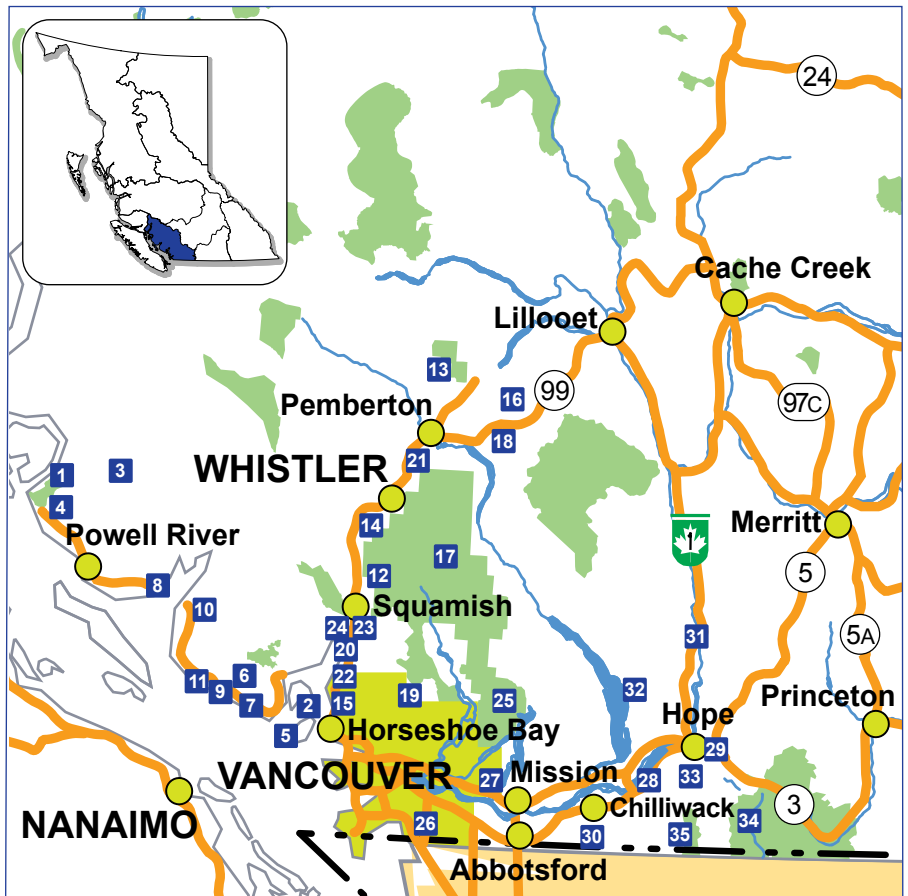 24
Cache Creek
Lillooet
13
99
16
97C
Pemberton
18
21
WHISTLER
1
3
4
14
Merritt
Powell River
17
1
5
8
12
10
Squamish
24
23
5A
31
20
11
6
9
22
19
25
32
Princeton
7
2
15
Hope
5
Horseshoe Bay
29
VANCOUVER
27
Mission
28
33
NANAIMO
Chilliwack
3
26
30
35
34
Abbotsford